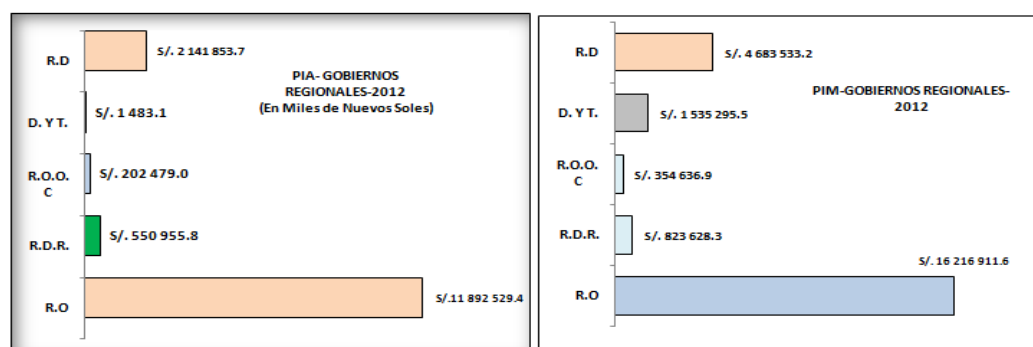 PIA- GOBIERNOS
REGIONALES-2012
(En Miles de Nuevos Soles)
R.D
S/. 2 141 853.7
D. Y T.
S/. 1 483.1
R.O.O.
C
S/. 202 479.0
R.D.R.
S/. 550 955.8
R.O
S/.11 892 529.4
PIM-GOBIERNOS REGIONALES-
2012
R.D
S/. 4 683 533.2
D. Y T.
S/. 1 535 295.5
R.O.O.
C
S/. 354 636.9
R.D.R.
S/. 823 628.3
R.O
S/. 16 216 911.6